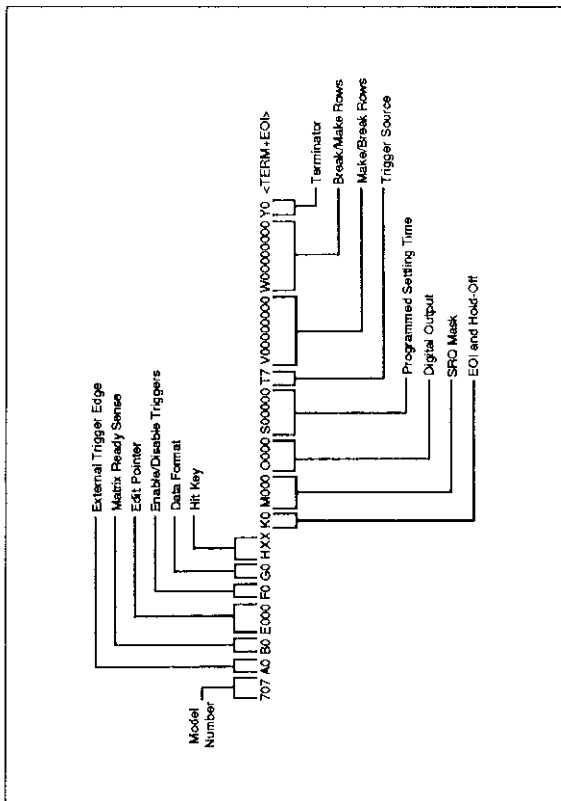 External Trigger Edge
Matrix Ready Sense
Edit Pointer
Enable/Disable Triggers
Data Format
Hit Key
Model
Number
707 A0 B0 E000 F0 G0 HXX K0 M000 O000 S00000 T7 V00000000 W00000000 Y0 <TERM+EOI>
Terminator
Break/Make Rows
Make/Break Rows
Trigger Source
Programmed Settling Time
Digital Output
SRQ Mask
EOI and Hold-Off